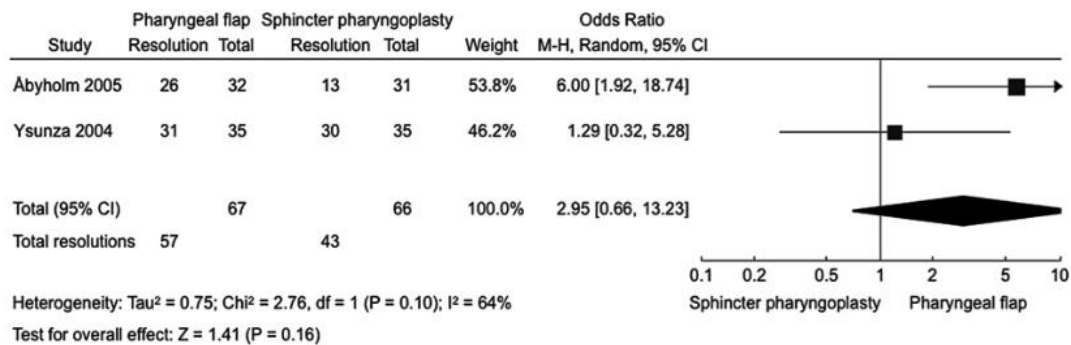 Pharyngeal flap Sphincter pharyngoplasty Odds Ratio
Study Resolution Total Resolution Total Weight M-H, Random, 95% CI
Åbyholm 2005 26 32 13 31 53.8% 6.00 [1.92, 18.74]
Ysunza 2004 31 35 30 35 46.2% 1.29 [0.32, 5.28]
Total (95% CI) 67 66 100.0% 2.95 [0.66, 13.23]
Total resolutions 57 43
0.1 0.2 0.5 1 2 5 10
Sphincter pharyngoplasty Pharyngeal flap
Heterogeneity: Tau² = 0.75; Chi² = 2.76, df = 1 (P = 0.10); I² = 64%
Test for overall effect: Z = 1.41 (P = 0.16)